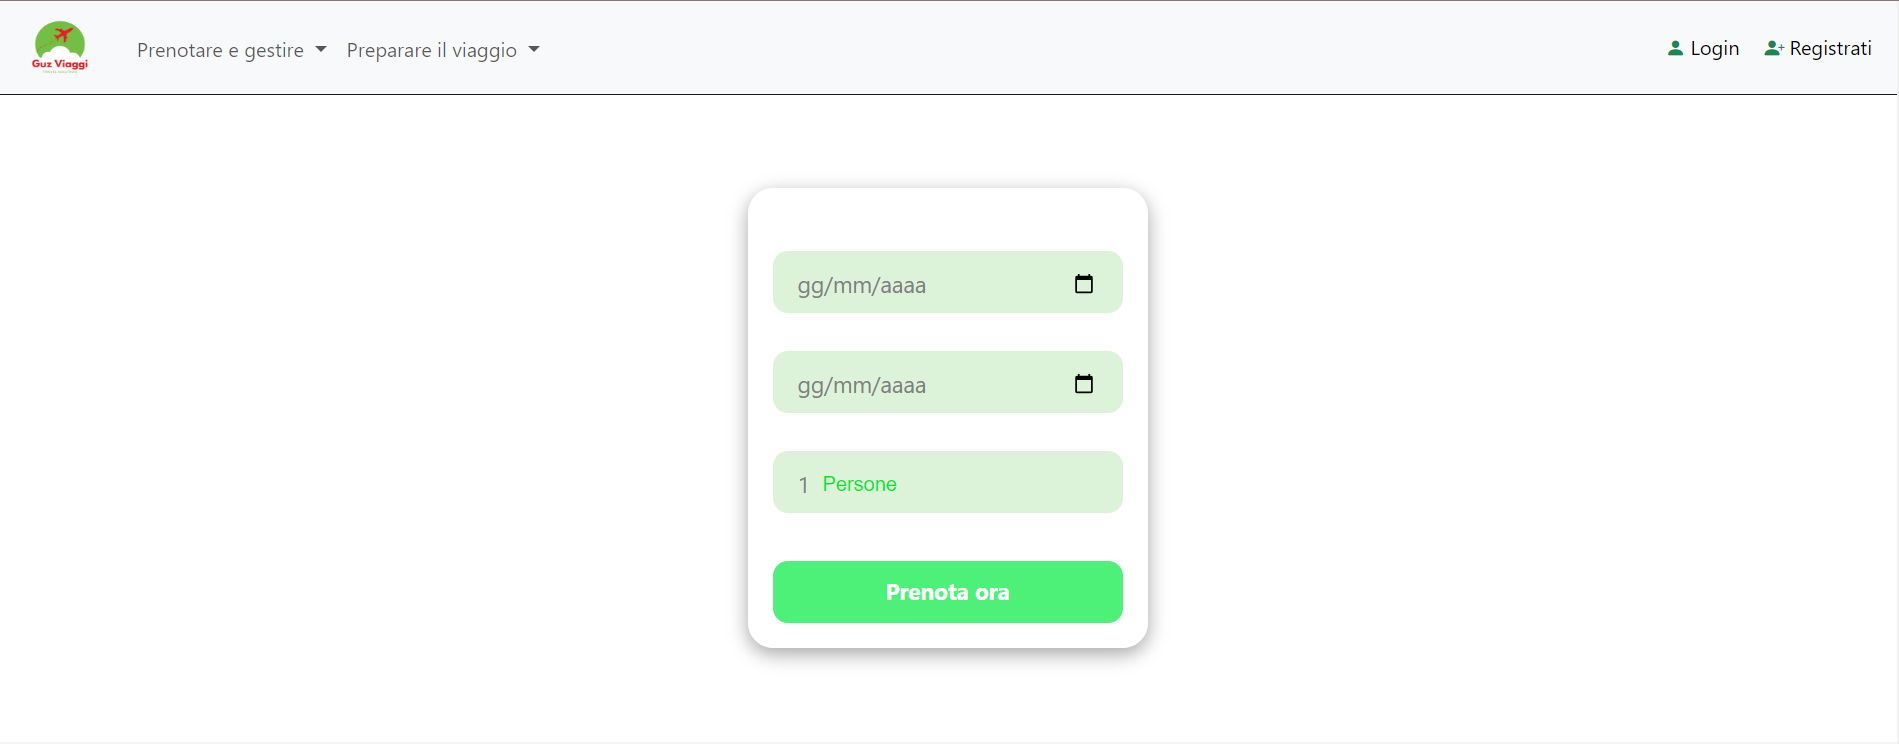 Guz Viaggi
Prenotare e gestire
Preparare il viaggio
Login
Registrati
gg/mm/aaaa
gg/mm/aaaa
1 Persone
Prenota ora